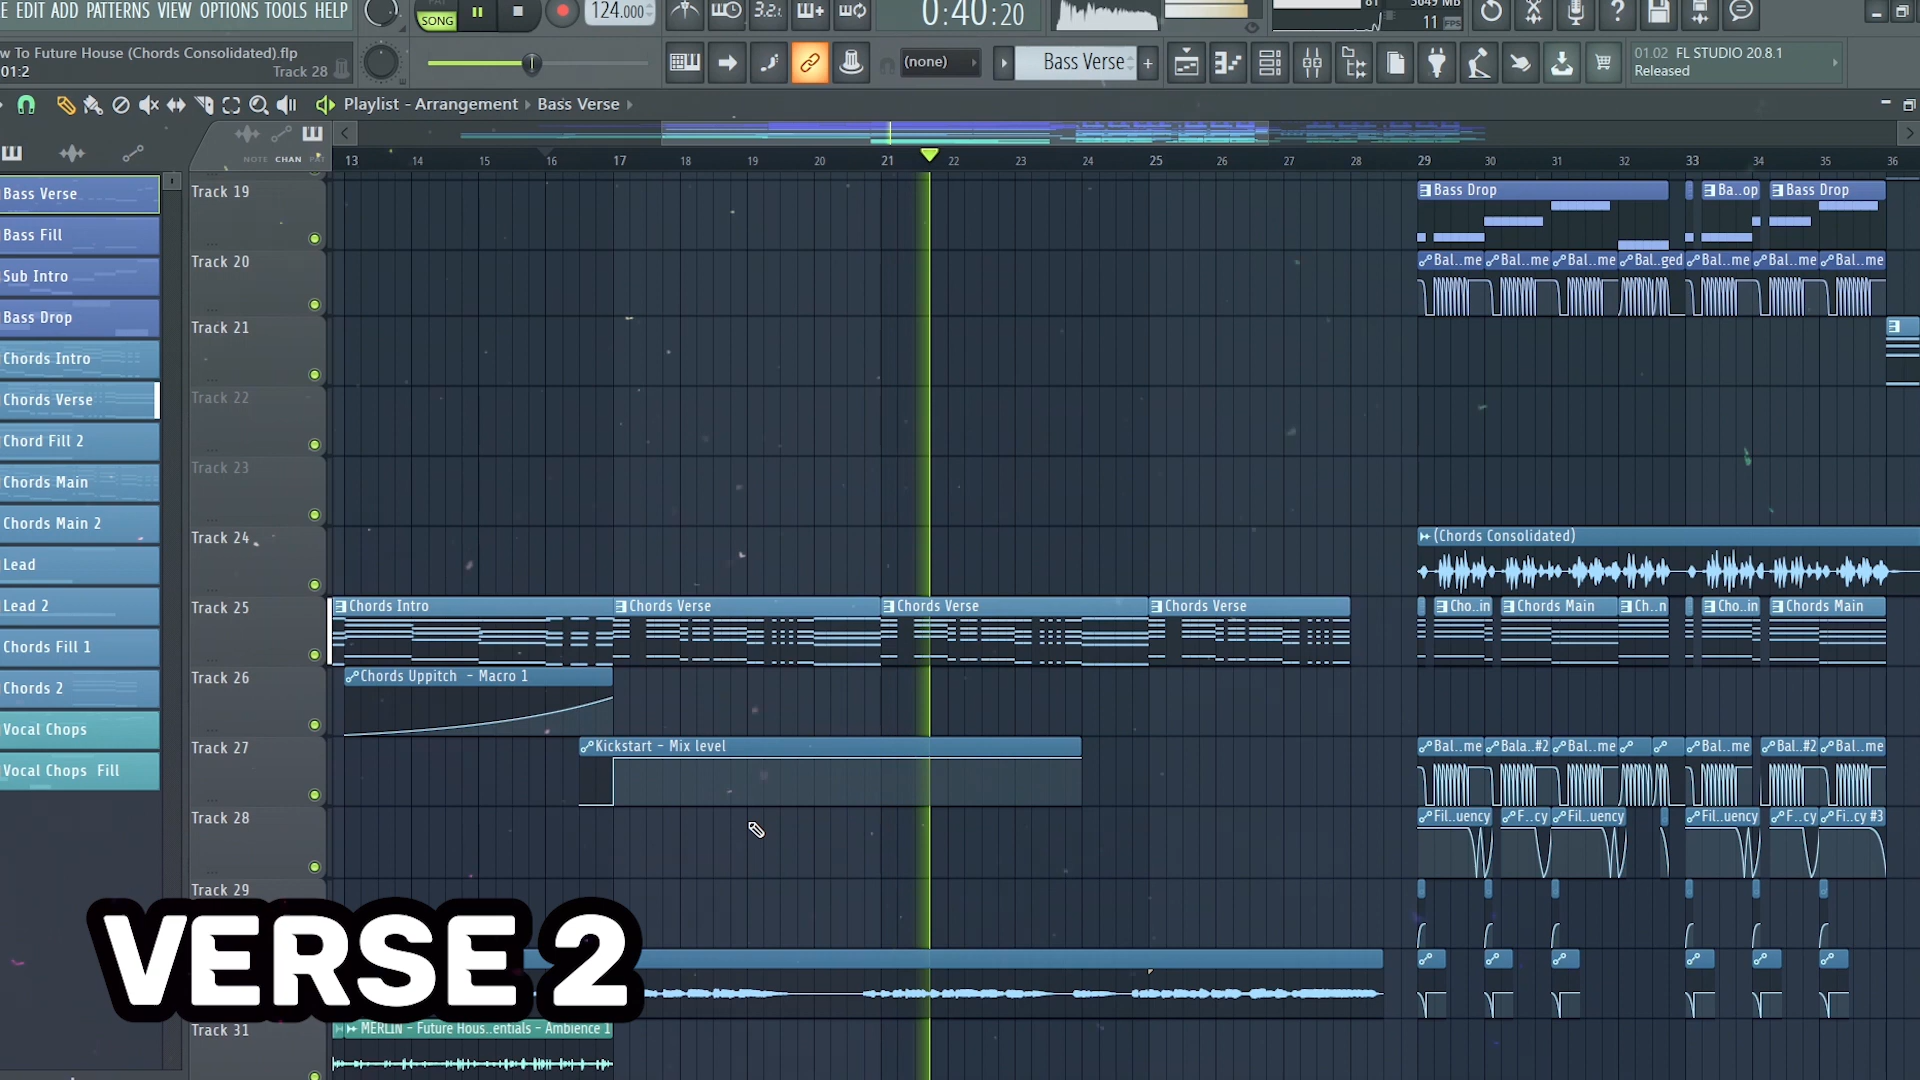 E EDIT ADD PATTERNS VIEW OPTIONS TOOLS HELP
SONG
124.000
0:40:20
81
3049 MB
11 FPS
w To Future House (Chords Consolidated).flp
01:2
Track 28
(none)
Bass Verse
01.02 FL STUDIO 20.8.1
Released
Playlist - Arrangement Bass Verse
NOTE CHAN PAT
13 14 15 16 17 18 19 20 21 22 23 24 25 26 27 28 29 30 31 32 33 34 35 36
Bass Verse
Bass Fill
Sub Intro
Bass Drop
Chords Intro
Chords Verse
Chord Fill 2
Chords Main
Chords Main 2
Lead
Lead 2
Chords Fill 1
Chords 2
Vocal Chops
Vocal Chops Fill
Track 19
Bass Drop Ba..op Bass Drop
Track 20
Bal..me Bal..me Bal..me Bal..ged Bal..me Bal..me Bal..me
Track 21
Track 22
Track 23
Track 24
(Chords Consolidated)
Track 25
Chords Intro Chords Verse Chords Verse Chords Verse Cho..in Chords Main Ch..n Cho..in Chords Main
Track 26
Chords Uppitch - Macro 1
Track 27
Kickstart - Mix level Bal..me Bala..#2 Bal..me Bal..me Bal..#2 Bal..me
Track 28
Fil..uency F..cy Fil..uency Fil..uency F..cy Fi..cy #3
Track 29
VERSE 2
Track 31
MERLIN - Future Hous..entials - Ambience 1